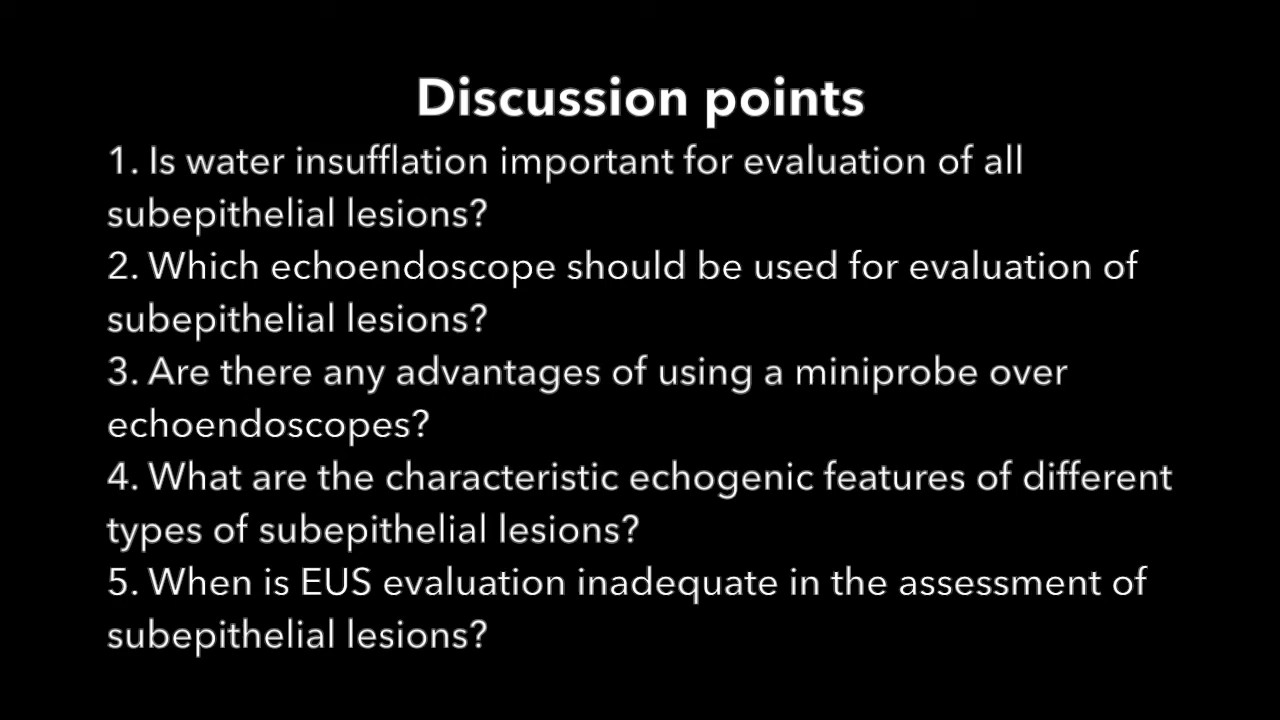 Discussion points
1. Is water insufflation important for evaluation of all
subepithelial lesions?
2. Which echoendoscope should be used for evaluation of
subepithelial lesions?
3. Are there any advantages of using a miniprobe over
echoendoscopes?
4. What are the characteristic echogenic features of different
types of subepithelial lesions?
5. When is EUS evaluation inadequate in the assessment of
subepithelial lesions?